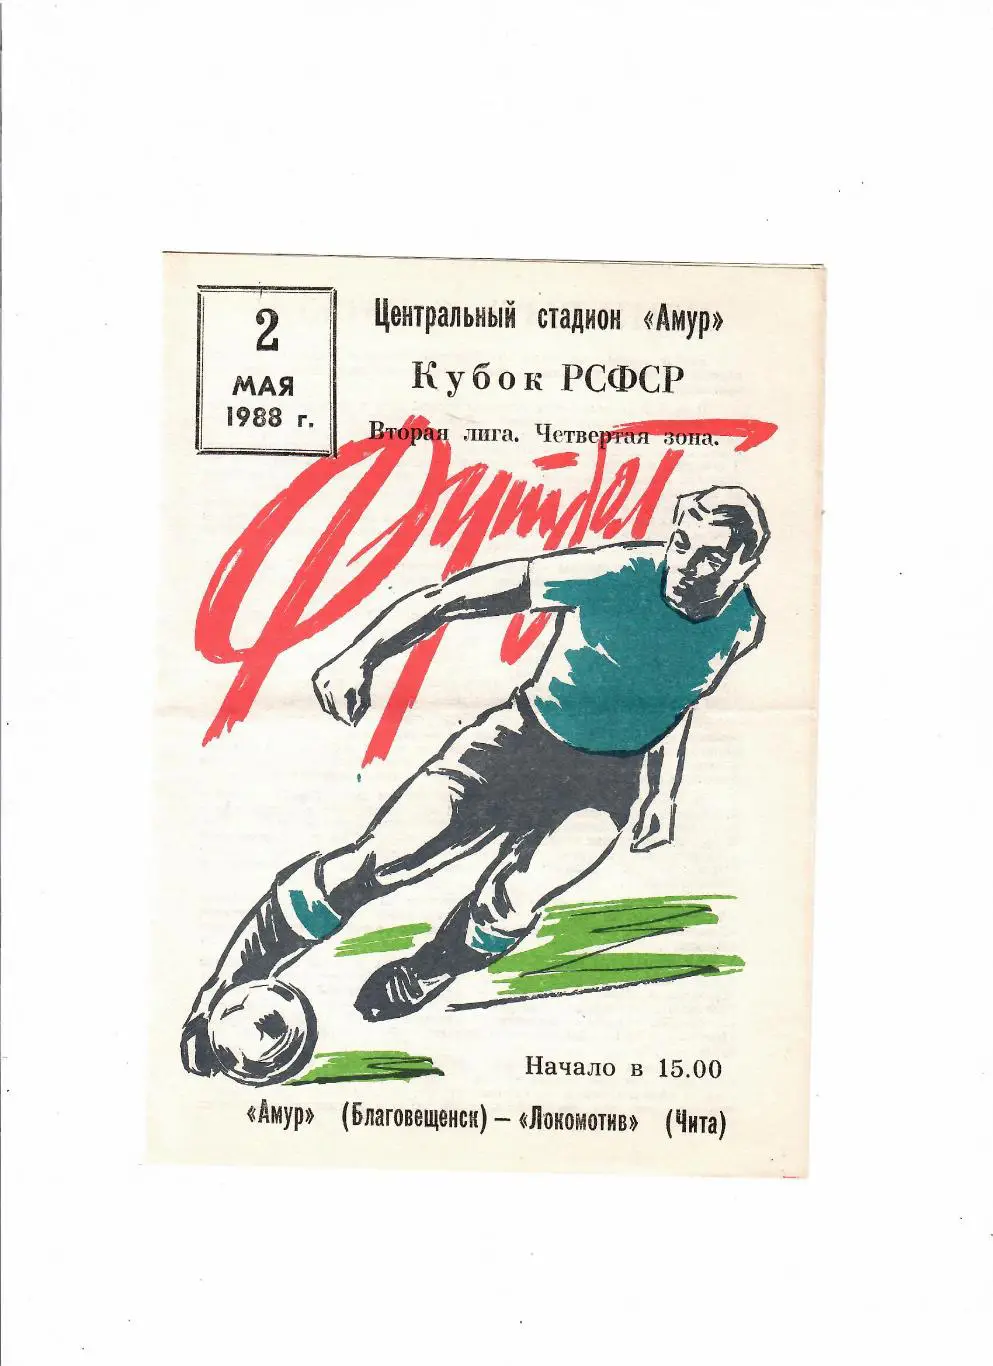 2
МАЯ
1988 г.
Центральный стадион «Амур»
Кубок РСФСР
Вторая лига. Четвертая зона.
Футбол
Начало в 15.00
«Амур» (Благовещенск) – «Локомотив» (Чита)